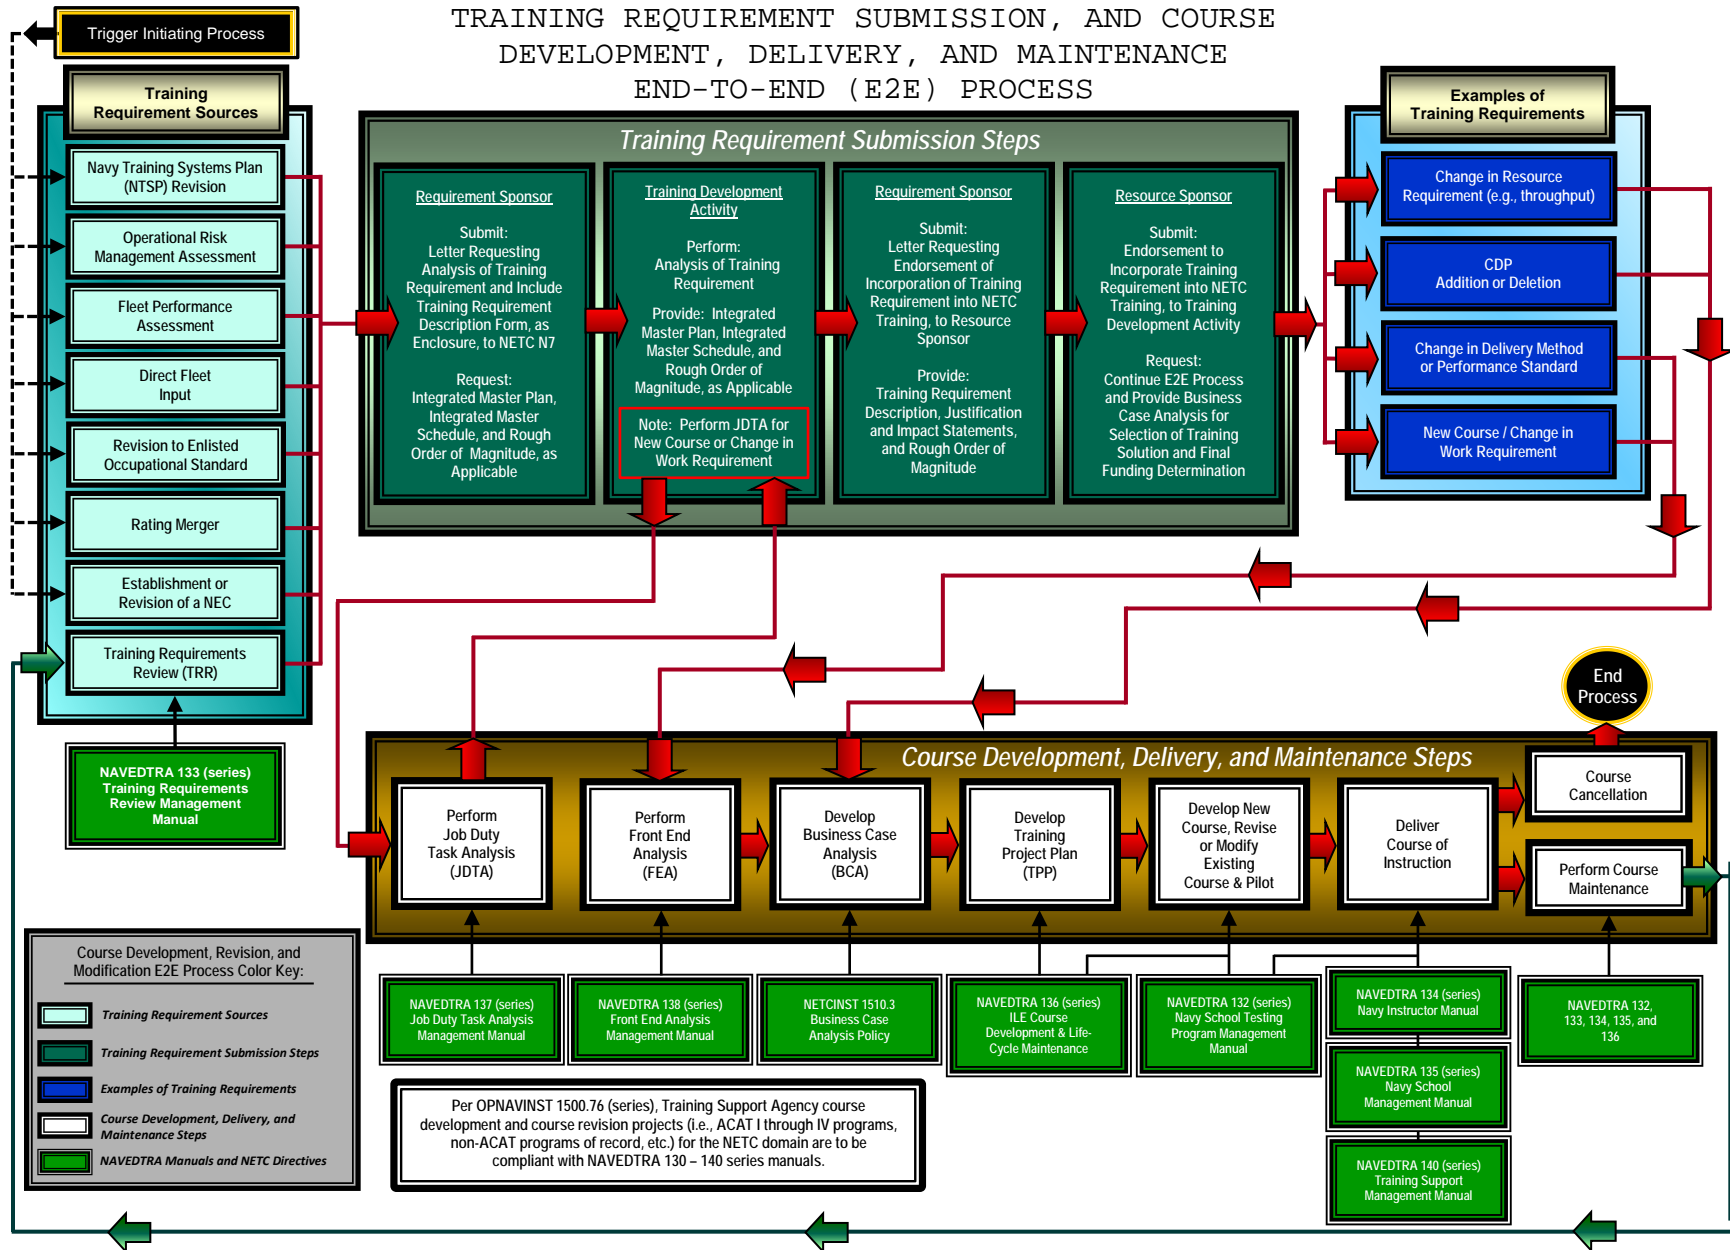 TRAINING REQUIREMENT SUBMISSION, AND COURSE
DEVELOPMENT, DELIVERY, AND MAINTENANCE
END-TO-END (E2E) PROCESS
Trigger Initiating Process
Training
Requirement Sources
Navy Training Systems Plan
(NTSP) Revision
Operational Risk
Management Assessment
Fleet Performance
Assessment
Direct Fleet
Input
Revision to Enlisted
Occupational Standard
Rating Merger
Establishment or
Revision of a NEC
Training Requirements
Review (TRR)
NAVEDTRA 133 (series)
Training Requirements
Review Management
Manual
Training Requirement Submission Steps
Requirement Sponsor
Submit:
Letter Requesting
Analysis of Training
Requirement and Include
Training Requirement
Description Form, as
Enclosure, to NETC N7
Request:
Integrated Master Plan,
Integrated Master
Schedule, and Rough
Order of Magnitude, as
Applicable
Training Development
Activity
Perform:
Analysis of Training
Requirement
Provide: Integrated
Master Plan, Integrated
Master Schedule, and
Rough Order of
Magnitude, as Applicable
Note: Perform JDTA for
New Course or Change in
Work Requirement
Requirement Sponsor
Submit:
Letter Requesting
Endorsement of
Incorporation of Training
Requirement into NETC
Training, to Resource
Sponsor
Provide:
Training Requirement
Description, Justification
and Impact Statements,
and Rough Order of
Magnitude
Resource Sponsor
Submit:
Endorsement to
Incorporate Training
Requirement into NETC
Training, to Training
Development Activity
Request:
Continue E2E Process
and Provide Business
Case Analysis for
Selection of Training
Solution and Final
Funding Determination
Examples of
Training Requirements
Change in Resource
Requirement (e.g., throughput)
CDP
Addition or Deletion
Change in Delivery Method
or Performance Standard
New Course / Change in
Work Requirement
End
Process
Course Development, Delivery, and Maintenance Steps
Perform
Job Duty
Task Analysis
(JDTA)
Perform
Front End
Analysis
(FEA)
Develop
Business Case
Analysis
(BCA)
Develop
Training
Project Plan
(TPP)
Develop New
Course, Revise
or Modify
Existing
Course & Pilot
Deliver
Course of
Instruction
Course
Cancellation
Perform Course
Maintenance
NAVEDTRA 137 (series)
Job Duty Task Analysis
Management Manual
NAVEDTRA 138 (series)
Front End Analysis
Management Manual
NETCINST 1510.3
Business Case
Analysis Policy
NAVEDTRA 136 (series)
ILE Course
Development & Life-
Cycle Maintenance
NAVEDTRA 132 (series)
Navy School Testing
Program Management
Manual
NAVEDTRA 134 (series)
Navy Instructor Manual
NAVEDTRA 135 (series)
Navy School
Management Manual
NAVEDTRA 140 (series)
Training Support
Management Manual
NAVEDTRA 132,
133, 134, 135, and
136
Course Development, Revision, and
Modification E2E Process Color Key:
Training Requirement Sources
Training Requirement Submission Steps
Examples of Training Requirements
Course Development, Delivery, and
Maintenance Steps
NAVEDTRA Manuals and NETC Directives
Per OPNAVINST 1500.76 (series), Training Support Agency course
development and course revision projects (i.e., ACAT I through IV programs,
non-ACAT programs of record, etc.) for the NETC domain are to be
compliant with NAVEDTRA 130 – 140 series manuals.